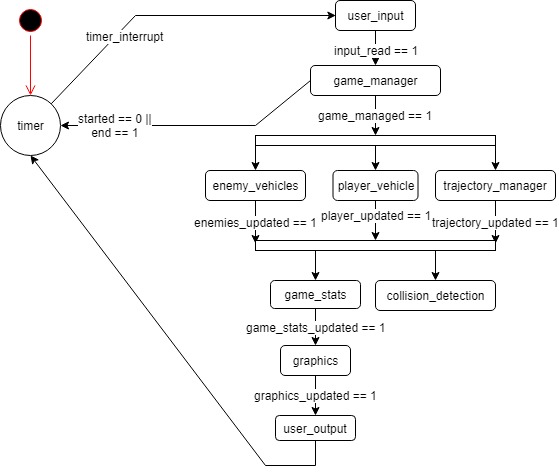 user_input
timer_interrupt
input_read == 1
game_manager
started == 0 ||
end == 1
game_managed == 1
timer
enemy_vehicles
player_vehicle
trajectory_manager
enemies_updated == 1
player_updated == 1
trajectory_updated == 1
game_stats
collision_detection
game_stats_updated == 1
graphics
graphics_updated == 1
user_output